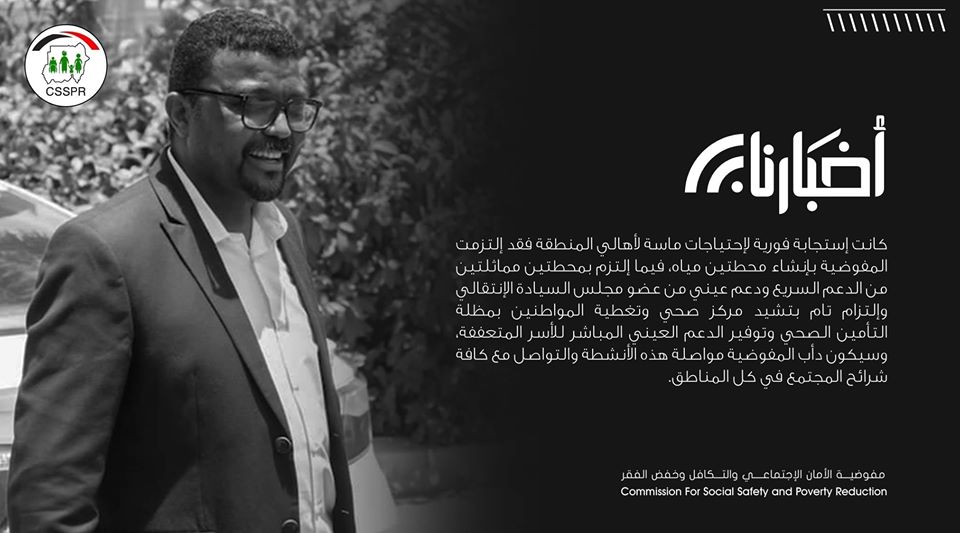 CSSPR
أخبارنا
كانت إستجابة فورية لإحتياجات ماسة لأهالي المنطقة فقد إلتزمت
المفوضية بإنشاء محطتين مياه، فيما إلتزم بمحطتين مماثلتين
من الدعم السريع ودعم عيني من عضو مجلس السيادة الإنتقالي
وإلتزام تام بتشيد مركز صحي وتغطية المواطنين بمظلة
التأمين الصحي وتوفير الدعم العيني المباشر للأسر المتعففة،
وسيكون دأب المفوضية مواصلة هذه الأنشطة والتواصل مع كافة
شرائح المجتمع في كل المناطق.
مفوضية الأمان الإجتماعي والتكافل وخفض الفقر
Commission For Social Safety and Poverty Reduction